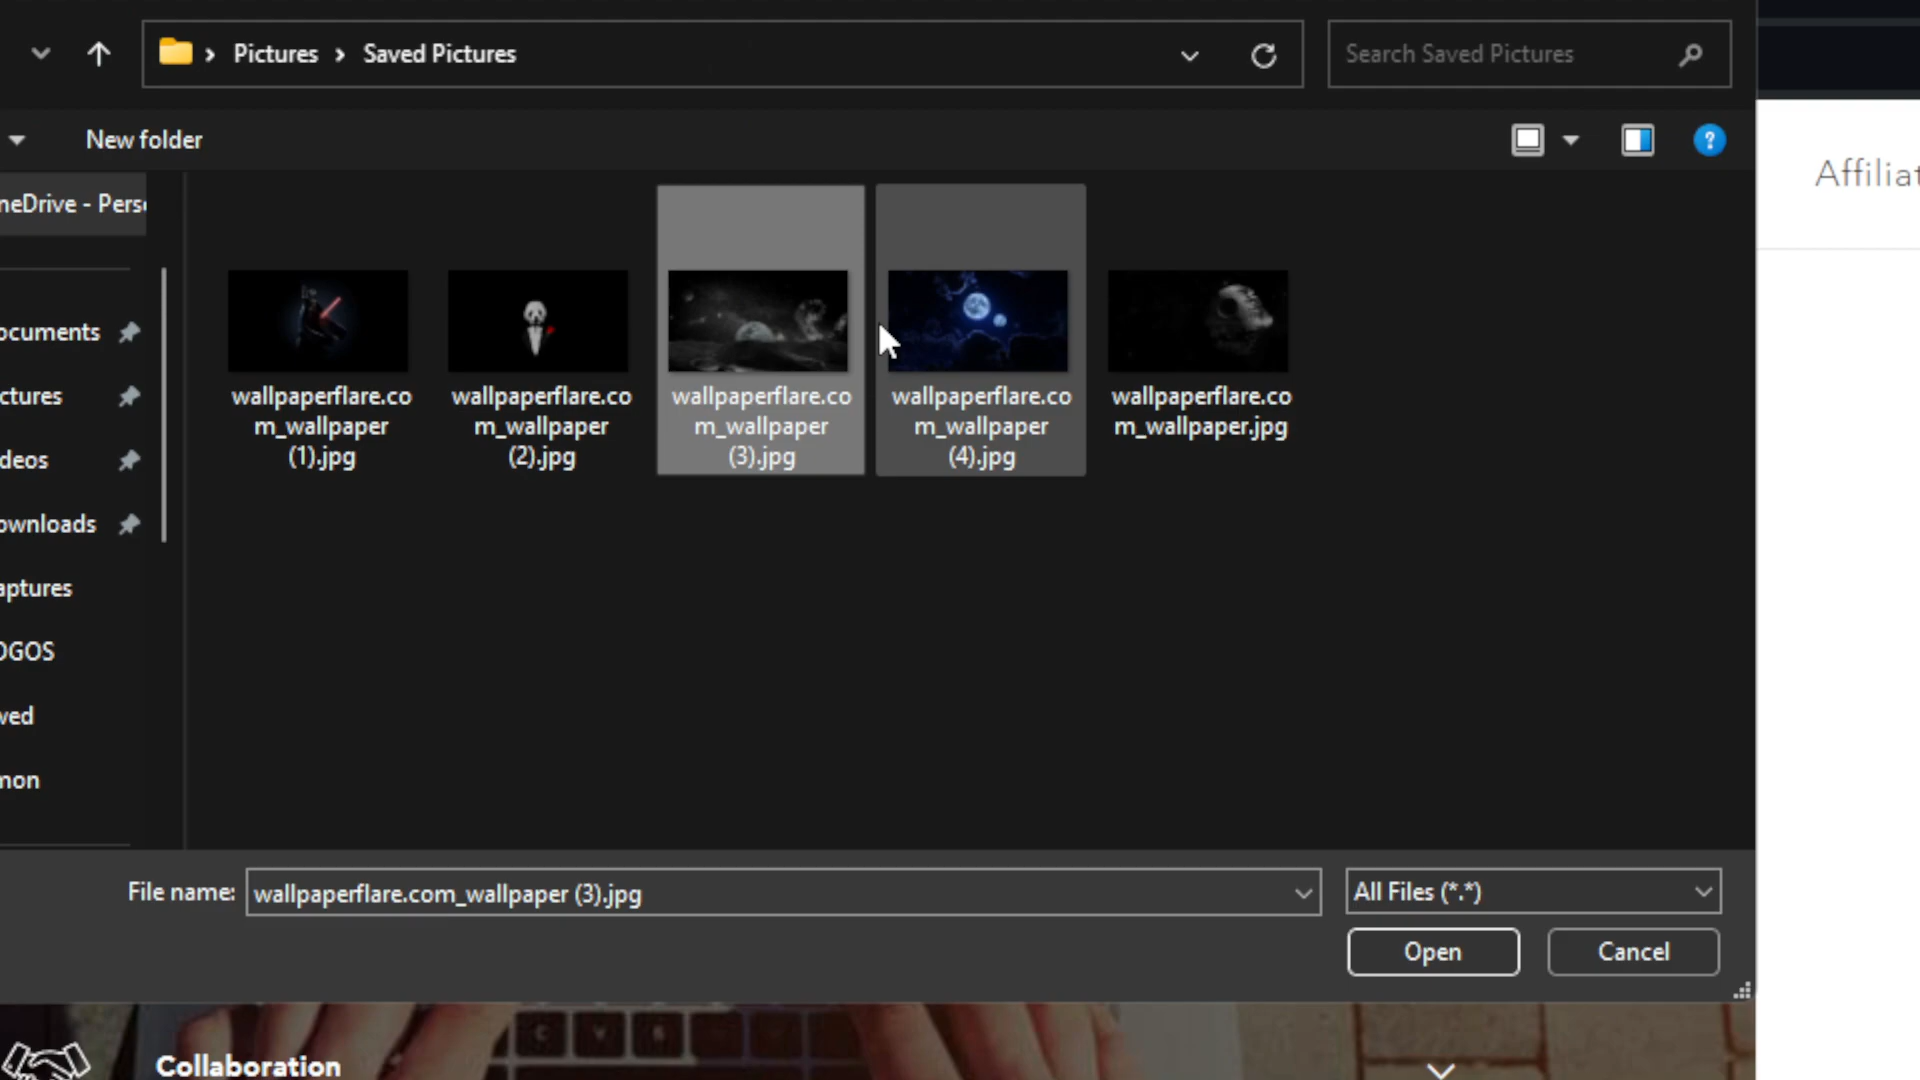 Pictures > Saved Pictures
Search Saved Pictures
New folder
?
Affiliat
neDrive - Pers
ocuments
ctures
deos
ownloads
aptures
OGOS
ved
mon
wallpaperflare.co
m_wallpaper
(1).jpg
wallpaperflare.co
m_wallpaper
(2).jpg
wallpaperflare.co
m_wallpaper
(3).jpg
wallpaperflare.co
m_wallpaper
(4).jpg
wallpaperflare.co
m_wallpaper.jpg
File name:
wallpaperflare.com_wallpaper (3).jpg
All Files (*.*)
Open
Cancel
C V B
Collaboration